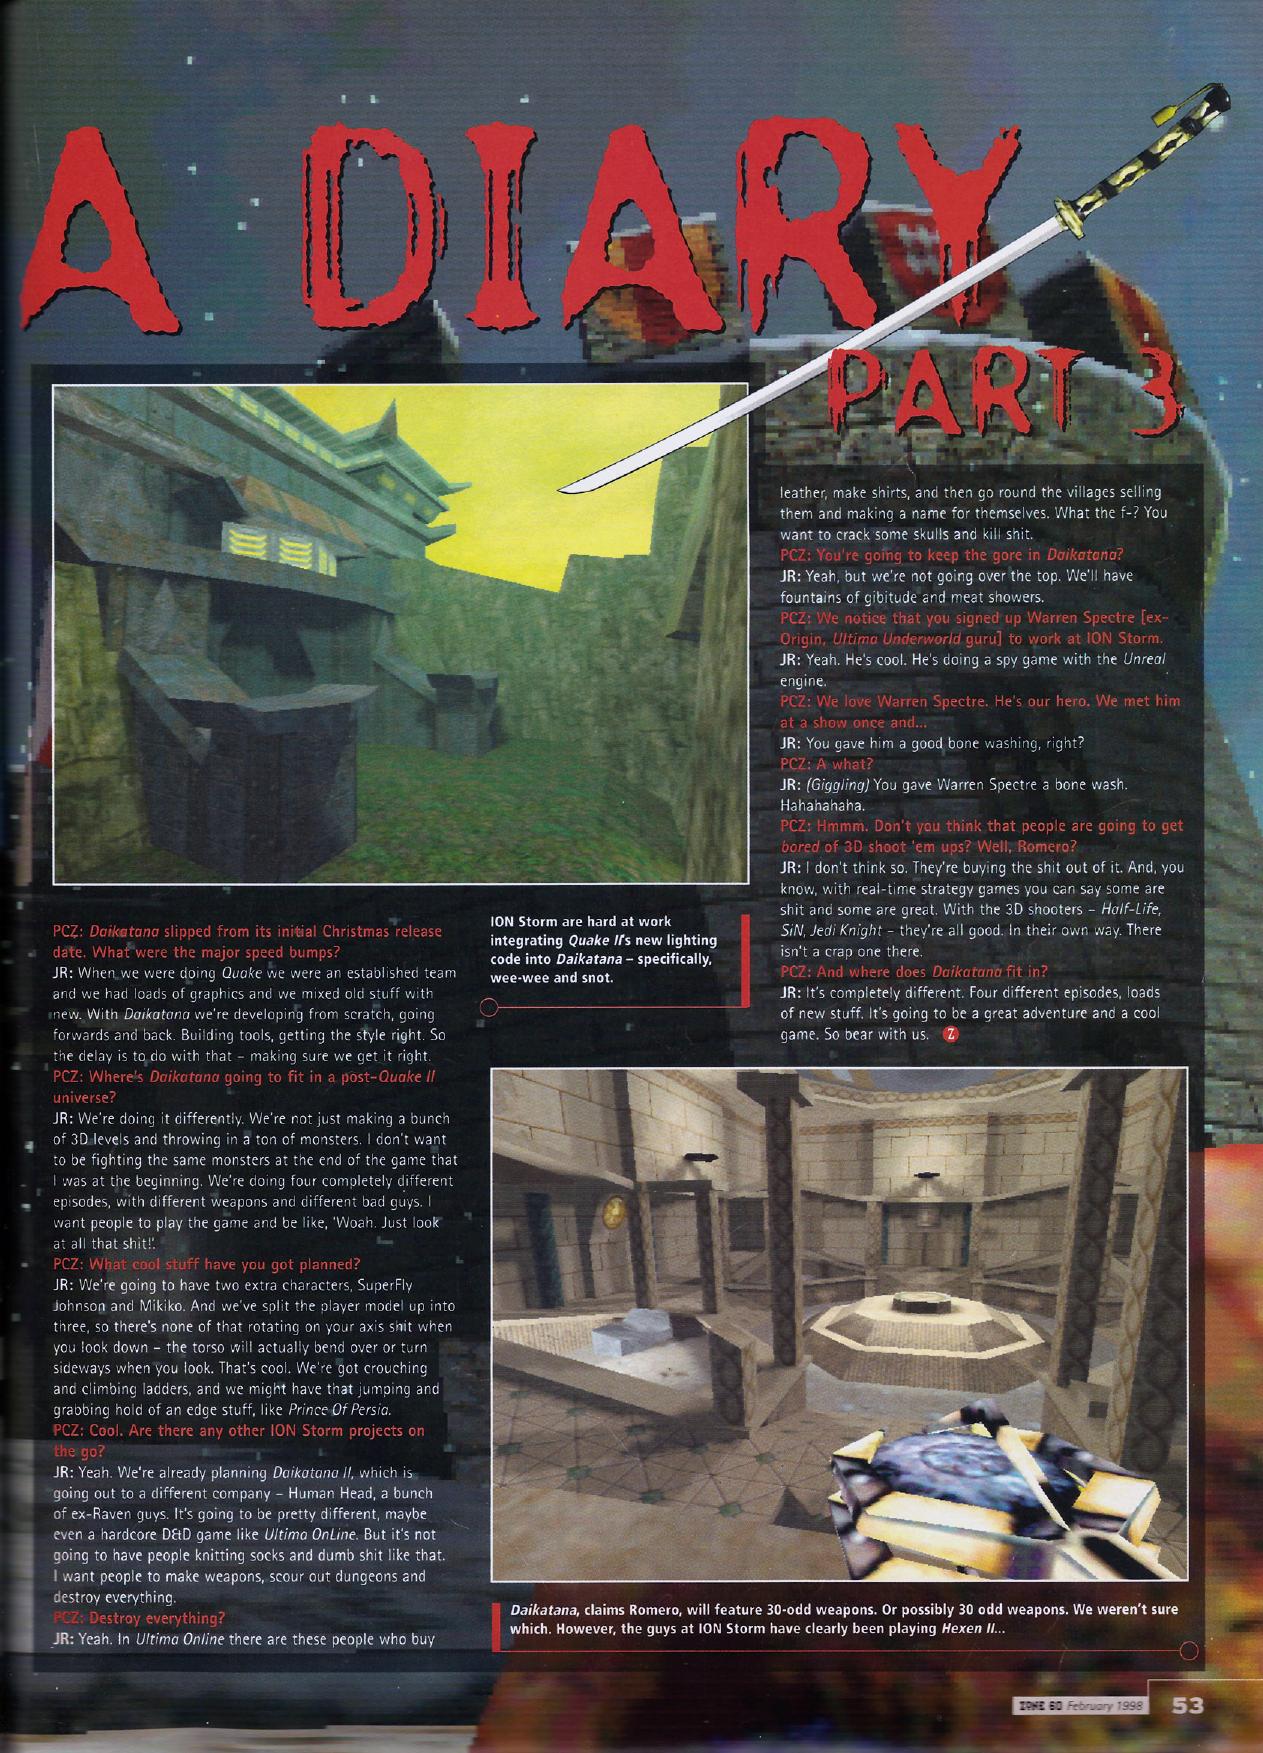 A DIARY
PART 3
PCZ: Daikatana slipped from its initial Christmas release
date. What were the major speed bumps?
JR: When we were doing Quake we were an established team
and we had loads of graphics and we mixed old stuff with
new. With Daikatana we're developing from scratch, going
forwards and back. Building tools, getting the style right. So
the delay is to do with that – making sure we get it right.
PCZ: Where's Daikatana going to fit in a post-Quake II
universe?
JR: We're doing it differently. We're not just making a bunch
of 3D levels and throwing in a ton of monsters. I don't want
to be fighting the same monsters at the end of the game that
I was at the beginning. We're doing four completely different
episodes, with different weapons and different bad guys. I
want people to play the game and be like, 'Woah. Just look
at all that shit!'.
PCZ: What cool stuff have you got planned?
JR: We're going to have two extra characters, SuperFly
Johnson and Mikiko. And we've split the player model up into
three, so there's none of that rotating on your axis shit when
you look down – the torso will actually bend over or turn
sideways when you look. That's cool. We're got crouching
and climbing ladders, and we might have that jumping and
grabbing hold of an edge stuff, like Prince Of Persia.
PCZ: Cool. Are there any other ION Storm projects on
the go?
JR: Yeah. We're already planning Daikatana II, which is
going out to a different company – Human Head, a bunch
of ex-Raven guys. It's going to be pretty different, maybe
even a hardcore D&D game like Ultima OnLine. But it's not
going to have people knitting socks and dumb shit like that.
I want people to make weapons, scour out dungeons and
destroy everything.
PCZ: Destroy everything?
JR: Yeah. In Ultima Online there are these people who buy
ION Storm are hard at work
integrating Quake II's new lighting
code into Daikatana – specifically,
wee-wee and snot.
leather, make shirts, and then go round the villages selling
them and making a name for themselves. What the f-? You
want to crack some skulls and kill shit.
PCZ: You're going to keep the gore in Daikatana?
JR: Yeah, but we're not going over the top. We'll have
fountains of gibitude and meat showers.
PCZ: We notice that you signed up Warren Spectre [ex-
Origin, Ultima Underworld guru] to work at ION Storm.
JR: Yeah. He's cool. He's doing a spy game with the Unreal
engine.
PCZ: We love Warren Spectre. He's our hero. We met him
at a show once and...
JR: You gave him a good bone washing, right?
PCZ: A what?
JR: (Giggling) You gave Warren Spectre a bone wash.
Hahahahaha.
PCZ: Hmmm. Don't you think that people are going to get
bored of 3D shoot 'em ups? Well, Romero?
JR: I don't think so. They're buying the shit out of it. And, you
know, with real-time strategy games you can say some are
shit and some are great. With the 3D shooters – Half-Life,
SiN, Jedi Knight – they're all good. In their own way. There
isn't a crap one there.
PCZ: And where does Daikatana fit in?
JR: It's completely different. Four different episodes, loads
of new stuff. It's going to be a great adventure and a cool
game. So bear with us. Z
Daikatana, claims Romero, will feature 30-odd weapons. Or possibly 30 odd weapons. We weren't sure
which. However, the guys at ION Storm have clearly been playing Hexen II...
ZONE 60 February 1998 53